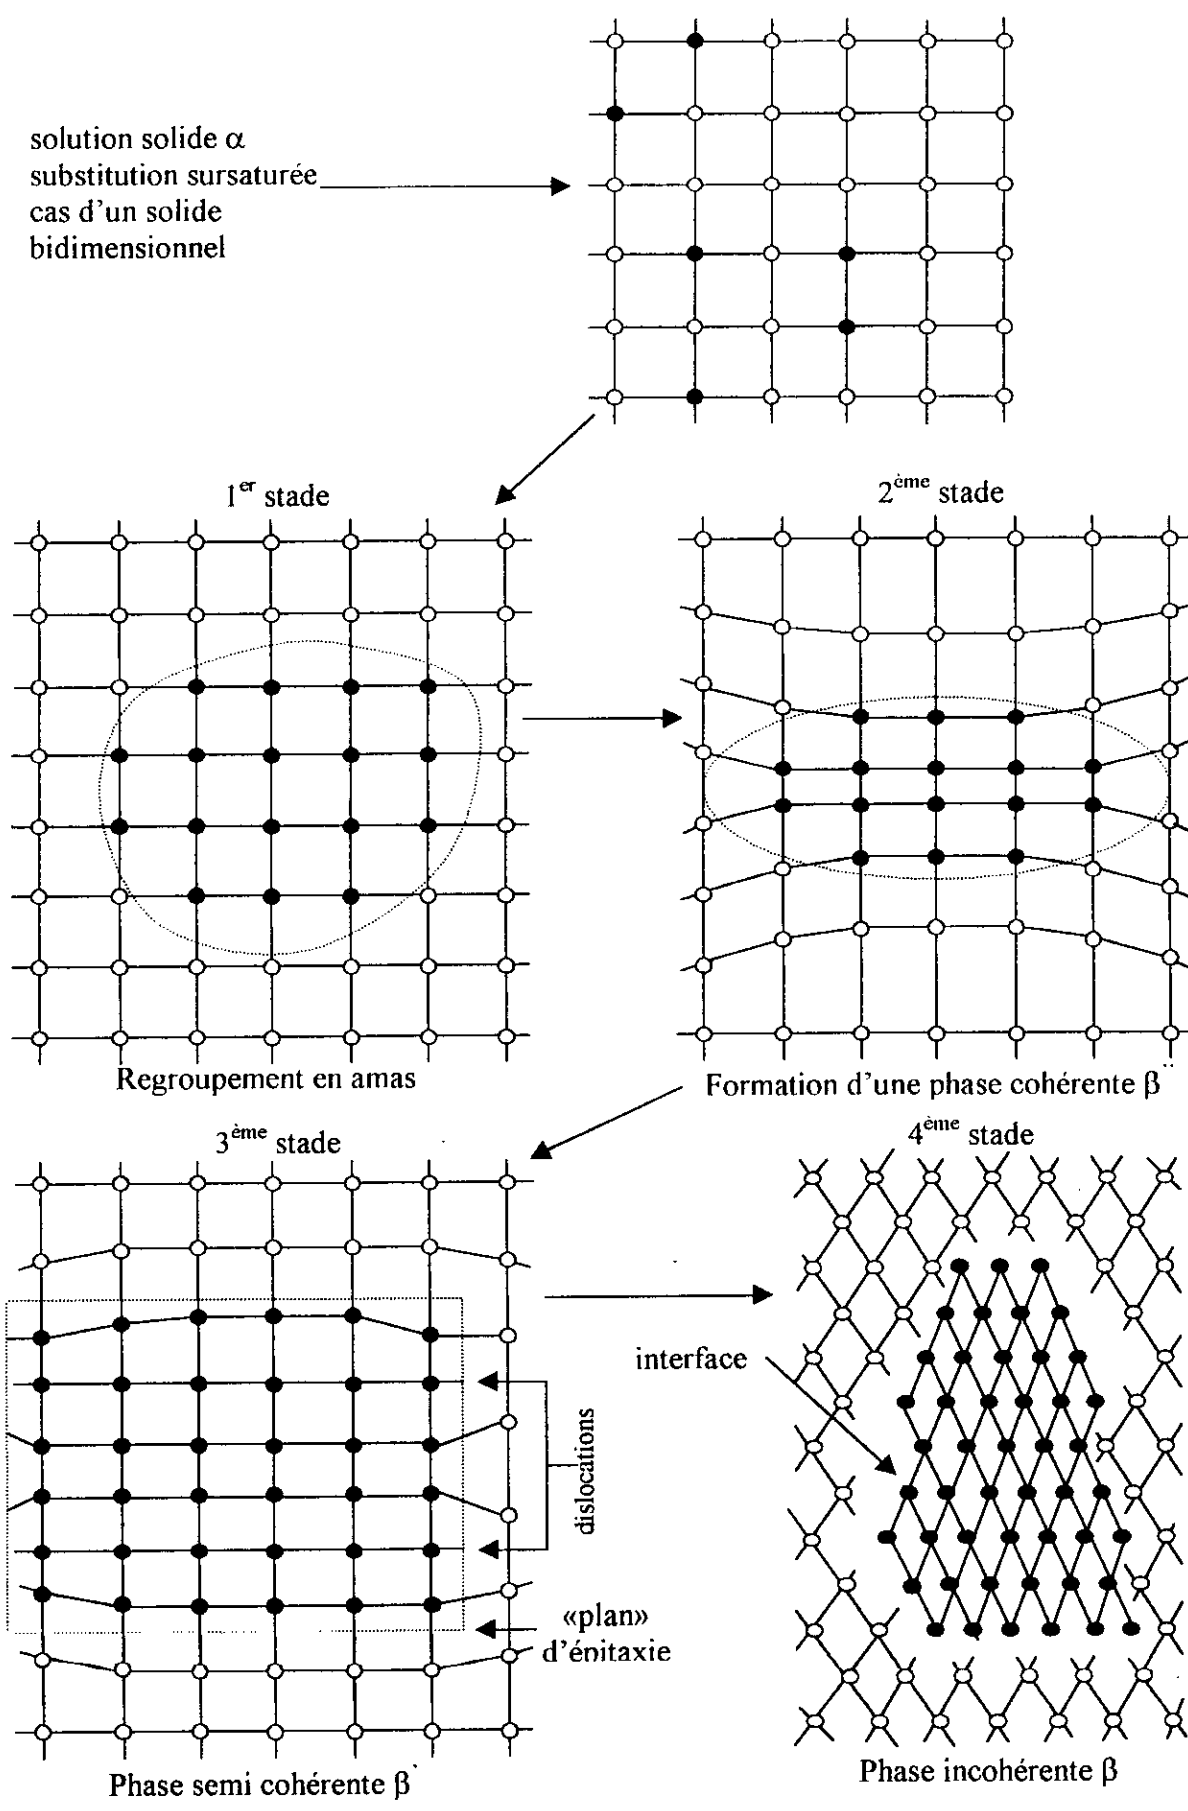 solution solide α
substitution sursaturée
cas d'un solide
bidimensionnel
1er stade
2ème stade
Regroupement en amas
Formation d'une phase cohérente β''
3ème stade
4ème stade
interface
dislocations
«plan»
d'épitaxie
Phase semi cohérente β'
Phase incohérente β